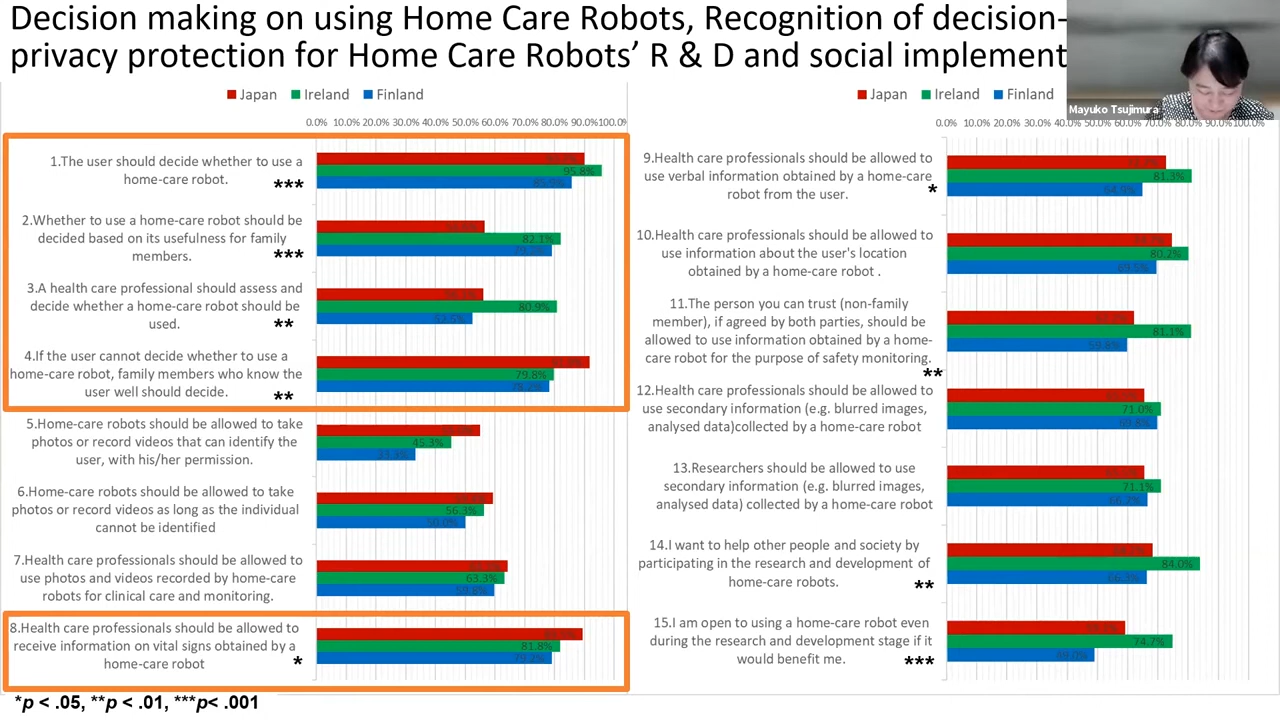 Decision making on using Home Care Robots, Recognition of decision-
privacy protection for Home Care Robots' R & D and social implement
Mayuko Tsujimura
Japan Ireland Finland
0.0% 10.0% 20.0% 30.0% 40.0% 50.0% 60.0% 70.0% 80.0% 90.0% 100.0%
1.The user should decide whether to use a
home-care robot.
***
95.8%
2.Whether to use a home-care robot should be
decided based on its usefulness for family
members.
***
82.1%
3.A health care professional should assess and
decide whether a home-care robot should be
used.
**
80.9%
52.5%
4.If the user cannot decide whether to use a
home-care robot, family members who know the
user well should decide.
**
79.8%
78.2%
5.Home-care robots should be allowed to take
photos or record videos that can identify the
user, with his/her permission.
45.3%
33.3%
6.Home-care robots should be allowed to take
photos or record videos as long as the individual
cannot be identified
56.3%
50.0%
7.Health care professionals should be allowed to
use photos and videos recorded by home-care
robots for clinical care and monitoring.
63.3%
59.8%
8.Health care professionals should be allowed to
receive information on vital signs obtained by a
home-care robot
*
81.8%
79.2%
*p < .05, **p < .01, ***p< .001
Japan Ireland Finland
0.0% 10.0% 20.0% 30.0% 40.0% 50.0% 60.0% 70.0% 80.0% 90.0% 100.0%
9.Health care professionals should be allowed to
use verbal information obtained by a home-care
robot from the user.
*
81.3%
64.9%
10.Health care professionals should be allowed to
use information about the user's location
obtained by a home-care robot .
80.2%
69.5%
11.The person you can trust (non-family
member), if agreed by both parties, should be
allowed to use information obtained by a home-
care robot for the purpose of safety monitoring.
**
81.1%
59.8%
12.Health care professionals should be allowed to
use secondary information (e.g. blurred images,
analysed data)collected by a home-care robot
71.0%
69.8%
13.Researchers should be allowed to use
secondary information (e.g. blurred images,
analysed data) collected by a home-care robot
71.1%
66.7%
14.I want to help other people and society by
participating in the research and development of
home-care robots.
**
84.0%
66.3%
15.I am open to using a home-care robot even
during the research and development stage if it
would benefit me.
***
74.7%
49.0%